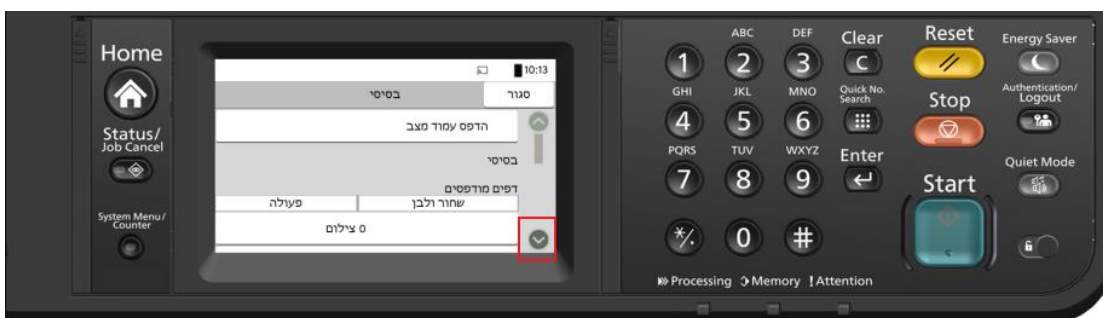 Home
Status/
Job Cancel
System Menu/
Counter
10:13
סגור
בסיסי
הדפס עמוד מצב
בסיסי
דפים מודפסים
שחור ולבן
פעולה
0 צילום
ABC
DEF
1
2
3
Clear
C
GHI
JKL
MNO
4
5
6
Quick No.
Search
PQRS
TUV
WXYZ
7
8
9
Enter
*/.
0
#
Reset
Stop
Start
Energy Saver
Authentication/
Logout
Quiet Mode
Processing
Memory
! Attention